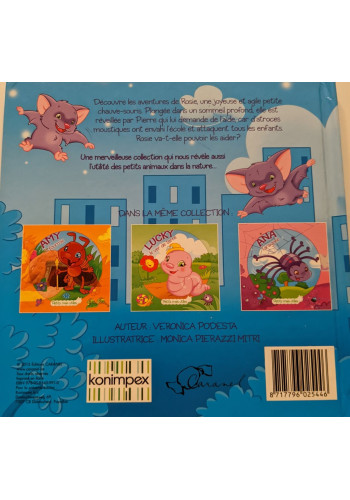 Découvre les aventures de Rosie, une joyeuse et agile petite
chauve-souris. Plongée dans un sommeil profond, elle est
réveillée par Pierre qui lui demande de l'aide, car d'atroces
moustiques ont envahi l'école et attaquent tous les enfants.
Rosie va-t-elle pouvoir les aider?
Une merveilleuse collection qui nous révèle aussi
l'utilité des petits animaux dans la nature...
DANS LA MÊME COLLECTION :
AMY
LUCKY
ANA
AUTEUR : VERONICA PODESTA
ILLUSTRATRICE : MONICA PIERAZZI MITRI
konimpex
Caramel
8 717796 025446